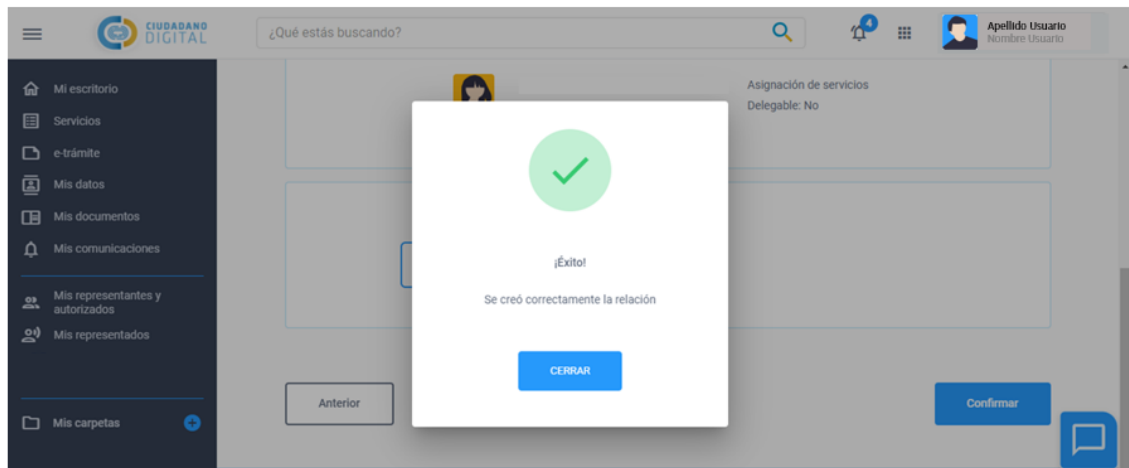 CIUDADANO
DIGITAL
¿Qué estás buscando?
4
Apellido Usuario
Nombre Usuario
Mi escritorio
Servicios
e-trámite
Mis datos
Mis documentos
Mis comunicaciones
Mis representantes y
autorizados
Mis representados
Mis carpetas
Asignación de servicios
Delegable: No
¡Éxito!
Se creó correctamente la relación
CERRAR
Anterior
Confirmar